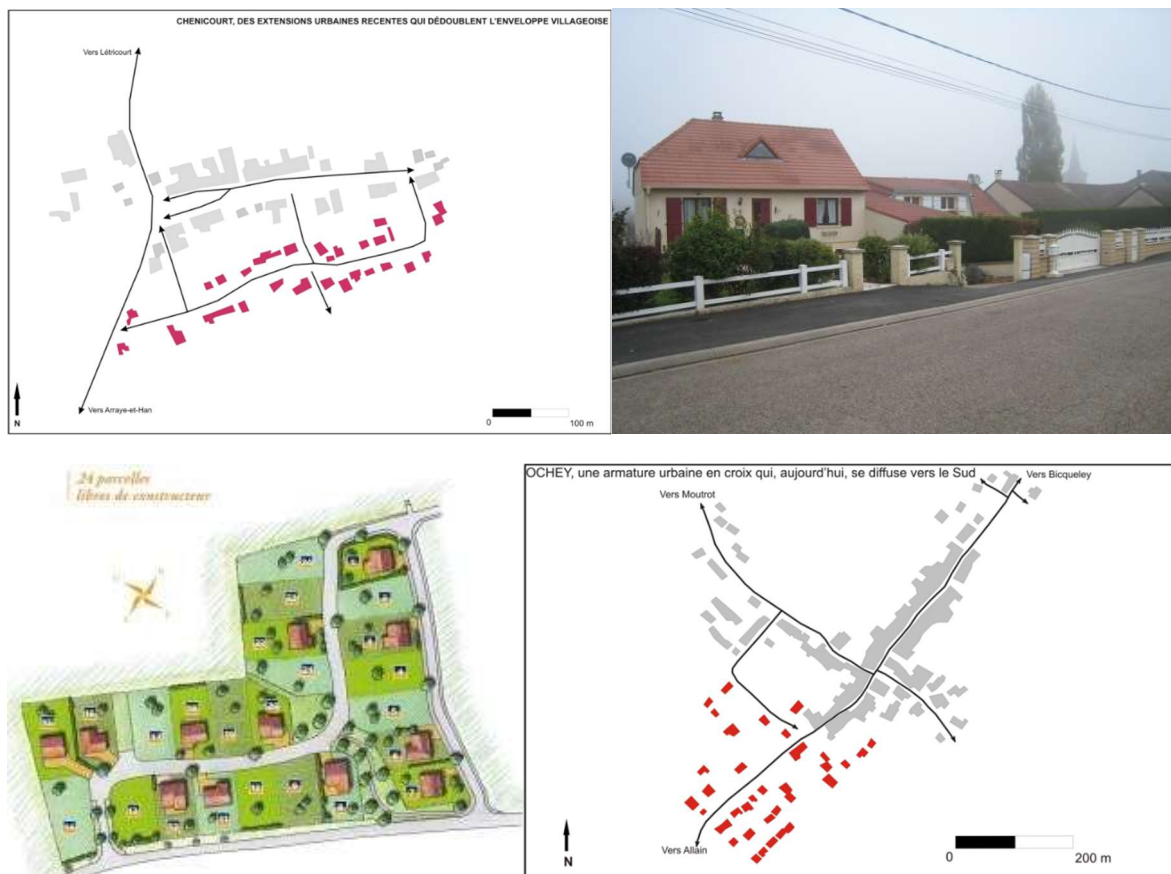 CHENICOURT, DES EXTENSIONS URBAINES RECENTES QUI DÉDOUBLENT L'ENVELOPPE VILLAGEOISE
Vers Létricourt
Vers Arraye-et-Han
N
0 100 m
24 parcelles
libres de constructeur
OCHEY, une armature urbaine en croix qui, aujourd'hui, se diffuse vers le Sud
Vers Bicqueley
Vers Moutrot
Vers Allain
N
0 200 m